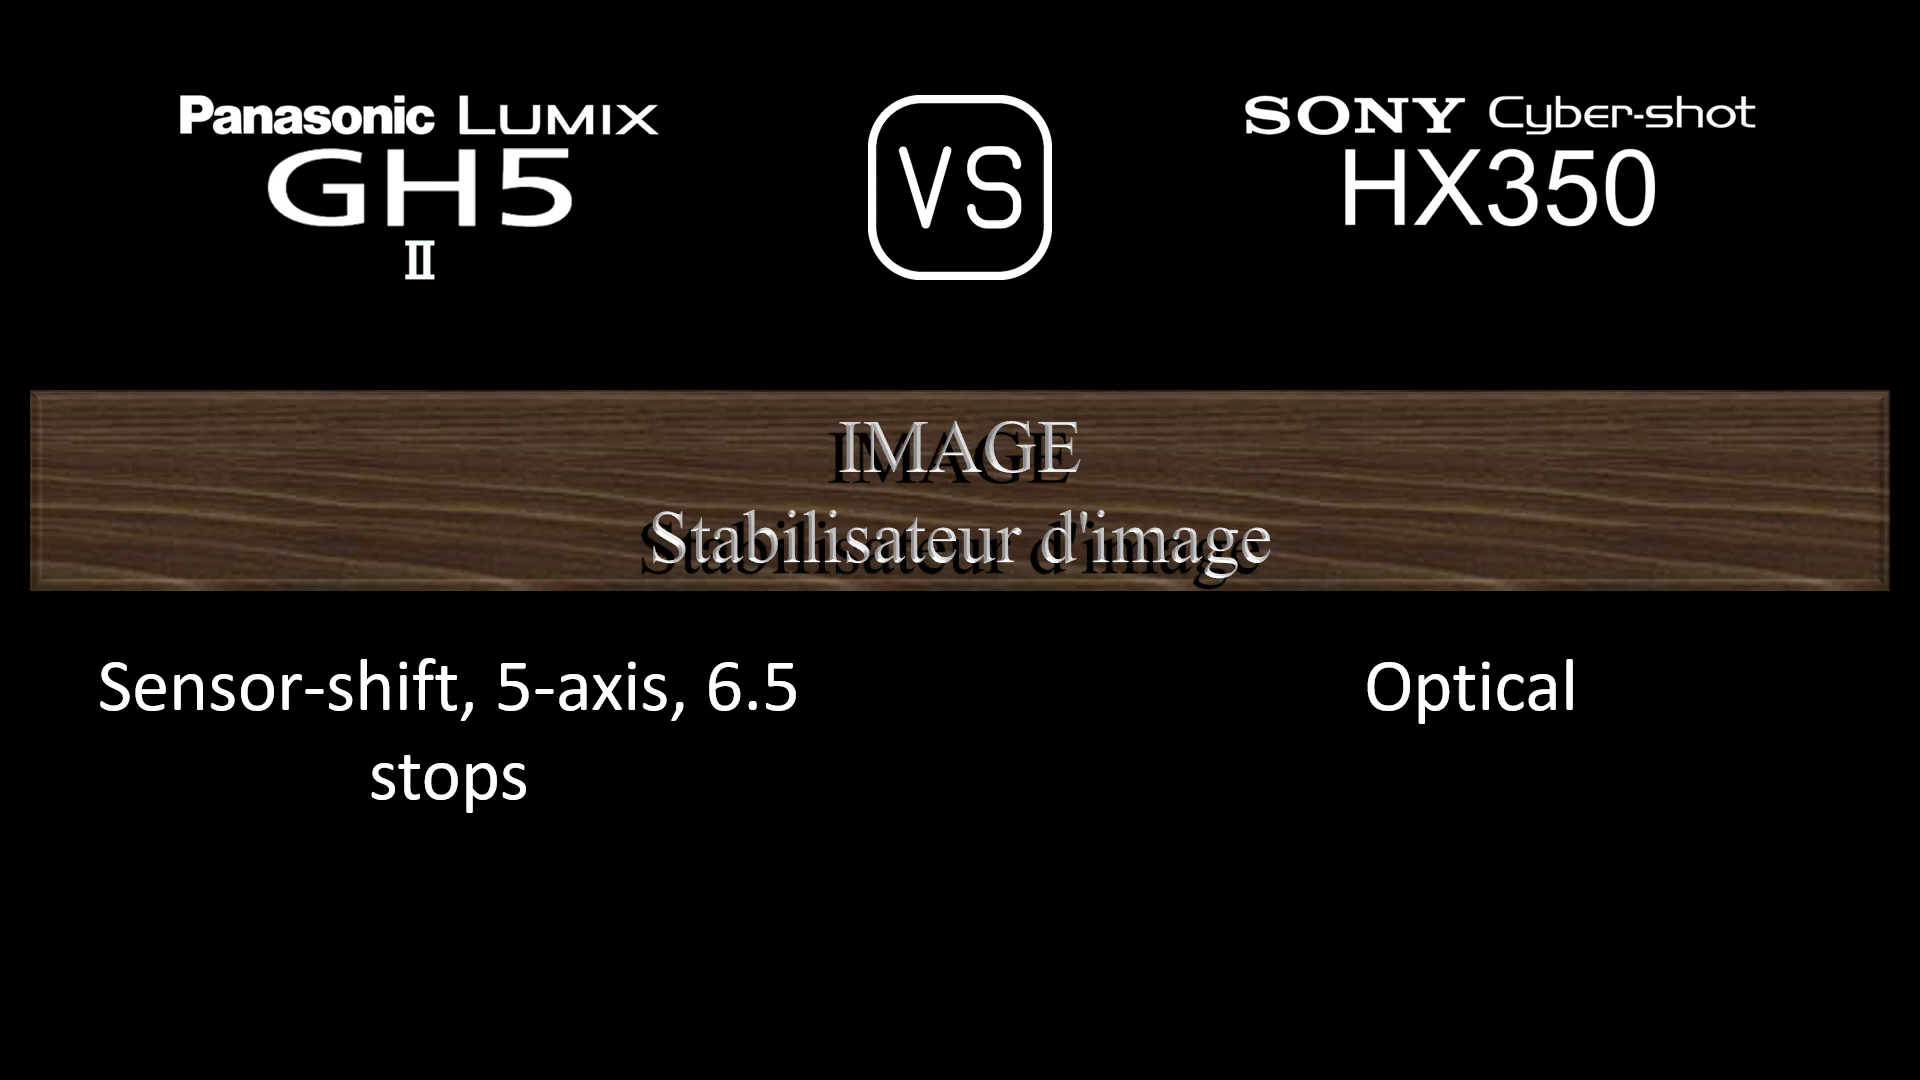 Panasonic LUMIX
GH5
II
VS
SONY Cyber-shot
HX350
IMAGE
Stabilisateur d'image
Sensor-shift, 5-axis, 6.5
stops
Optical